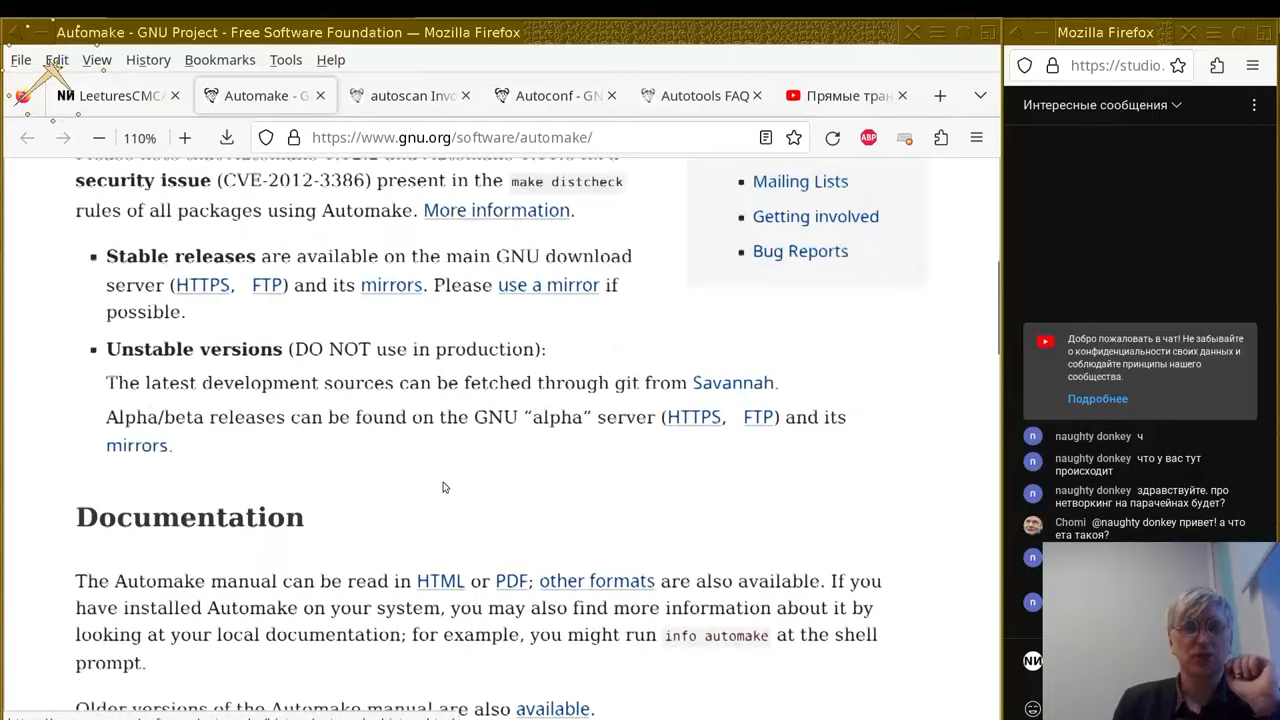 Automake - GNU Project - Free Software Foundation — Mozilla Firefox
File Edit View History Bookmarks Tools Help
LeeturesCMCA
Automake - G
autoscan Invo
Autoconf - GN
Autotools FAQ
Прямые тран
110%
https://www.gnu.org/software/automake/
ABP
security issue (CVE-2012-3386) present in the make distcheck
rules of all packages using Automake. More information.
Stable releases are available on the main GNU download
server (HTTPS, FTP) and its mirrors. Please use a mirror if
possible.
Unstable versions (DO NOT use in production):
The latest development sources can be fetched through git from Savannah.
Alpha/beta releases can be found on the GNU “alpha” server (HTTPS, FTP) and its
mirrors.
Mailing Lists
Getting involved
Bug Reports
Documentation
The Automake manual can be read in HTML or PDF; other formats are also available. If you
have installed Automake on your system, you may also find more information about it by
looking at your local documentation; for example, you might run info automake at the shell
prompt.
Older versions of the Automake manual are also available.
Mozilla Firefox
https://studio.
Интересные сообщения
Добро пожаловать в чат! Не забывайте
о конфиденциальности своих данных и
соблюдайте принципы нашего
сообщества.
Подробнее
n naughty donkey ч
n naughty donkey что у вас тут
происходит
n naughty donkey здравствуйте. про
нетворкинг на парачейнах будет?
Chomi @naughty donkey привет! а что
ета такоя?
n
n